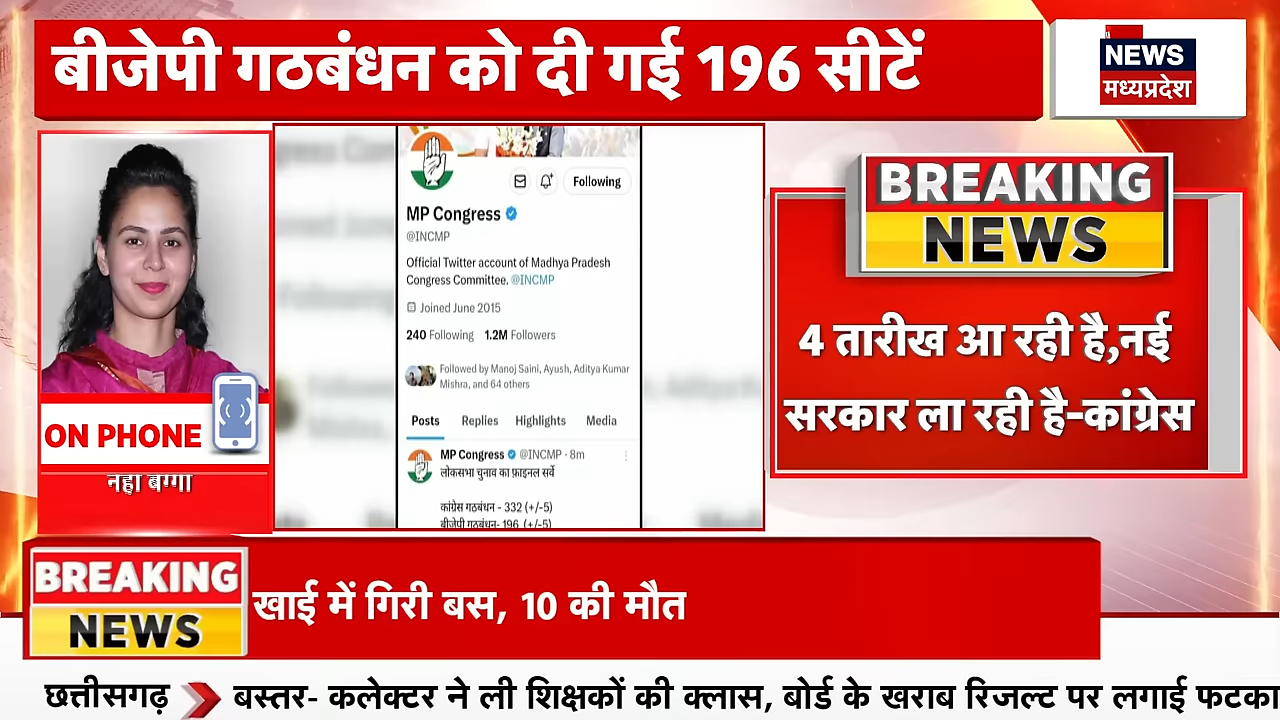 बीजेपी गठबंधन को दी गई 196 सीटें
NEWS
मध्यप्रदेश
Following
MP Congress
@INCMP
Official Twitter account of Madhya Pradesh
Congress Committee. @INCMP
Joined June 2015
240 Following 1.2M Followers
Followed by Manoj Saini, Ayush, Aditya Kumar
Mishra, and 64 others
Posts Replies Highlights Media
MP Congress @INCMP · 8m
लोकसभा चुनाव का फ़ाइनल सर्वे
कांग्रेस गठबंधन - 332 (+/-5)
बीजेपी गठबंधन- 196 (+/-5)
BREAKING
NEWS
4 तारीख आ रही है,नई
सरकार ला रही है-कांग्रेस
ON PHONE
नेहा बग्गा
BREAKING
NEWS
खाई में गिरी बस, 10 की मौत
छत्तीसगढ़ बस्तर- कलेक्टर ने ली शिक्षकों की क्लास, बोर्ड के खराब रिजल्ट पर लगाई फटका